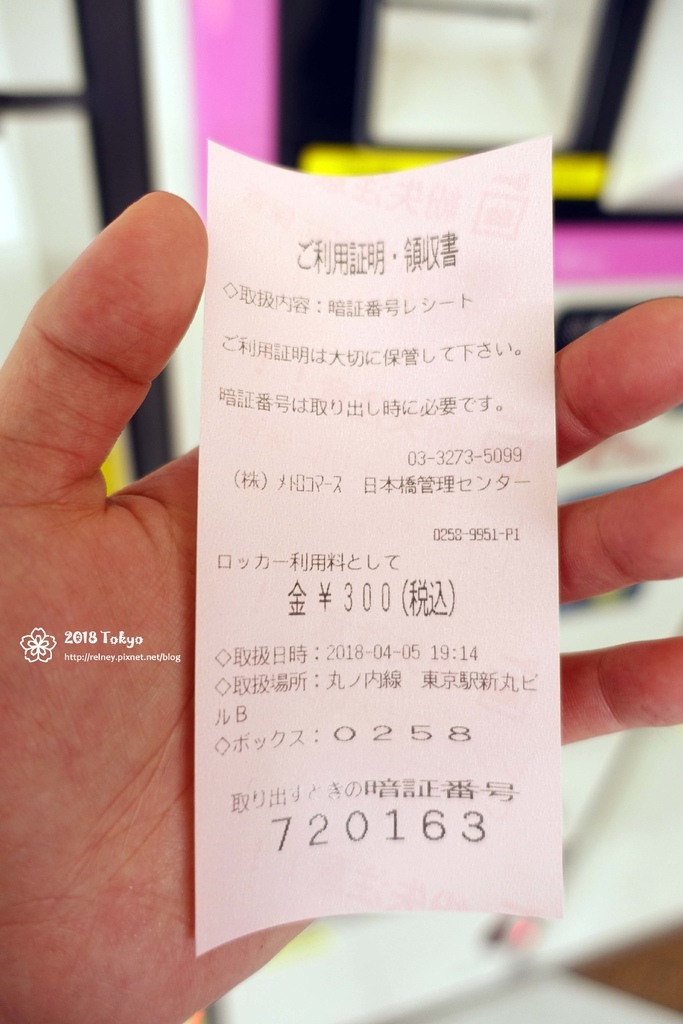 ご利用証明・領収書
◇取扱内容：暗証番号レシート
ご利用証明は大切に保管して下さい。
暗証番号は取り出し時に必要です。
03-3273-5099
（株）ﾒﾄﾛｺﾏｰｽ 日本橋管理センター
0258-9951-P1
ロッカー利用料として
金￥300(税込)
◇取扱日時：2018-04-05 19:14
◇取扱場所：丸ノ内線 東京駅新丸ビ
ルB
◇ボックス：0258
取り出すときの暗証番号
720163
2018 Tokyo
http://relney.pixnet.net/blog